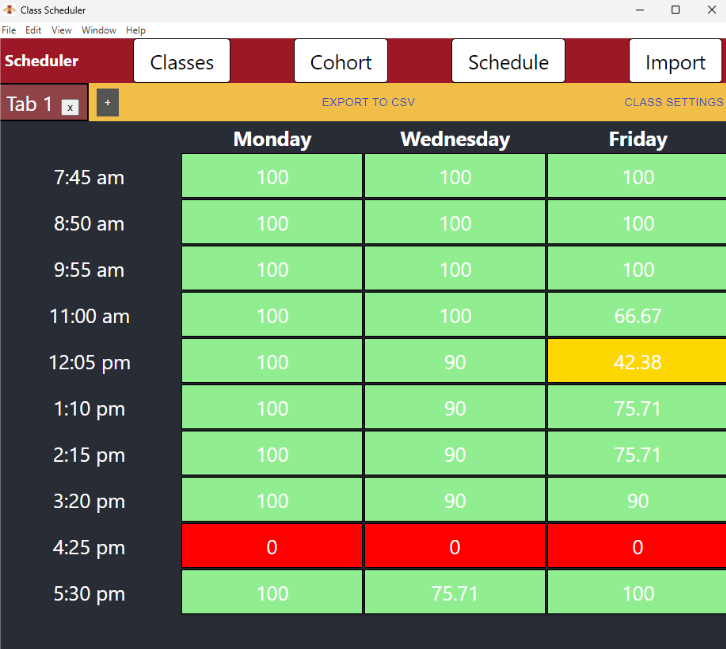 Class Scheduler
File Edit View Window Help
Scheduler Classes Cohort Schedule Import
Tab 1 x + EXPORT TO CSV CLASS SETTINGS
Monday Wednesday Friday
7:45 am 100 100 100
8:50 am 100 100 100
9:55 am 100 100 100
11:00 am 100 100 66.67
12:05 pm 100 90 42.38
1:10 pm 100 90 75.71
2:15 pm 100 90 75.71
3:20 pm 100 90 90
4:25 pm 0 0 0
5:30 pm 100 75.71 100